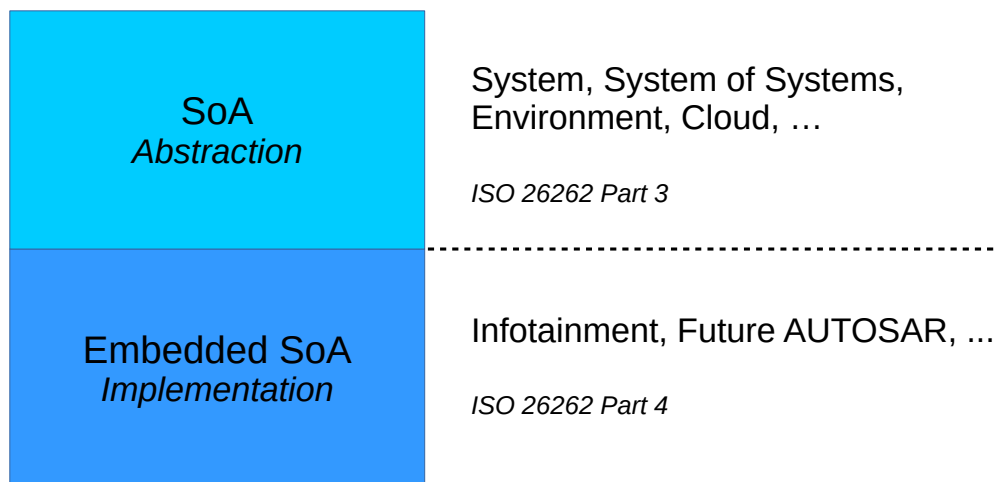 SoA
Abstraction
System, System of Systems,
Environment, Cloud, …
ISO 26262 Part 3
Embedded SoA
Implementation
Infotainment, Future AUTOSAR, ...
ISO 26262 Part 4